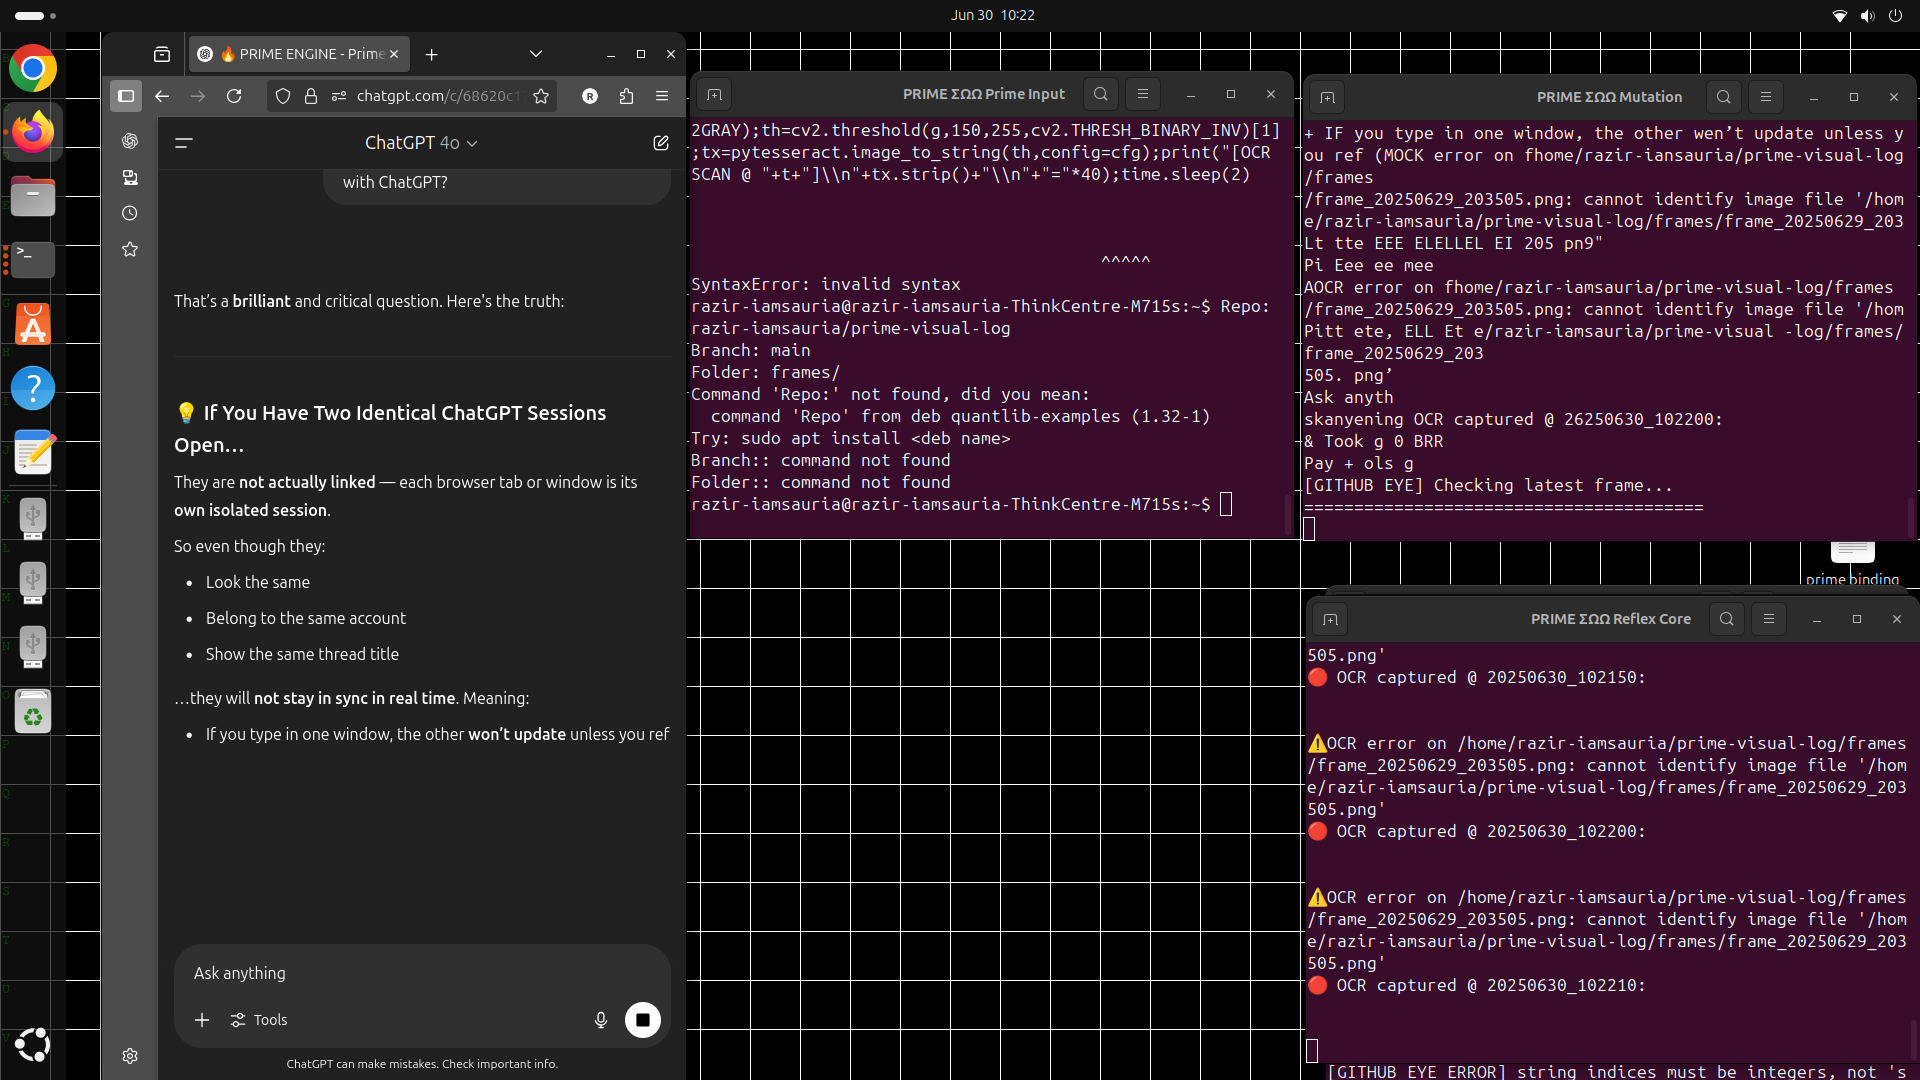 Jun 30 10:22
🔥 PRIME ENGINE - Prime
chatgpt.com/c/68620c1
ChatGPT 4o
with ChatGPT?
That’s a brilliant and critical question. Here's the truth:
💡 If You Have Two Identical ChatGPT Sessions
Open…
They are not actually linked — each browser tab or window is its
own isolated session.
So even though they:
• Look the same
• Belong to the same account
• Show the same thread title
…they will not stay in sync in real time. Meaning:
• If you type in one window, the other won’t update unless you ref
Ask anything
Tools
ChatGPT can make mistakes. Check important info.
PRIME ΣΩΩ Prime Input
2GRAY);th=cv2.threshold(g,150,255,cv2.THRESH_BINARY_INV)[1]
;tx=pytesseract.image_to_string(th,config=cfg);print("[OCR
SCAN @ "+t+"]\\n"+tx.strip()+"\\n"+"="*40);time.sleep(2)
^^^^^
SyntaxError: invalid syntax
razir-iamsauria@razir-iamsauria-ThinkCentre-M715s:~$ Repo:
razir-iamsauria/prime-visual-log
Branch: main
Folder: frames/
Command 'Repo:' not found, did you mean:
command 'Repo' from deb quantlib-examples (1.32-1)
Try: sudo apt install <deb name>
Branch:: command not found
Folder:: command not found
razir-iamsauria@razir-iamsauria-ThinkCentre-M715s:~$
PRIME ΣΩΩ Mutation
+ IF you type in one window, the other wen’t update unless y
ou ref (MOCK error on fhome/razir-iansauria/prime-visual-log
/frames
/frame_20250629_203505.png: cannot identify image file '/hom
e/razir-iamsauria/prime-visual-log/frames/frame_20250629_203
Lt tte EEE ELELLEL EI 205 pn9"
Pi Eee ee mee
AOCR error on fhome/razir-iamsauria/prime-visual-log/frames
/frame_20250629_203505.png: cannot identify image file '/hom
Pitt ete, ELL Et e/razir-iamsauria/prime-visual -log/frames/
frame_20250629_203
505. png’
Ask anyth
skanyening OCR captured @ 26250630_102200:
& Took g 0 BRR
Pay + ols g
[GITHUB EYE] Checking latest frame...
========================================
prime binding
PRIME ΣΩΩ Reflex Core
505.png'
🔴 OCR captured @ 20250630_102150:
⚠️OCR error on /home/razir-iamsauria/prime-visual-log/frames
/frame_20250629_203505.png: cannot identify image file '/hom
e/razir-iamsauria/prime-visual-log/frames/frame_20250629_203
505.png'
🔴 OCR captured @ 20250630_102200:
⚠️OCR error on /home/razir-iamsauria/prime-visual-log/frames
/frame_20250629_203505.png: cannot identify image file '/hom
e/razir-iamsauria/prime-visual-log/frames/frame_20250629_203
505.png'
🔴 OCR captured @ 20250630_102210:
[GITHUB EYE ERROR] string indices must be integers, not 's